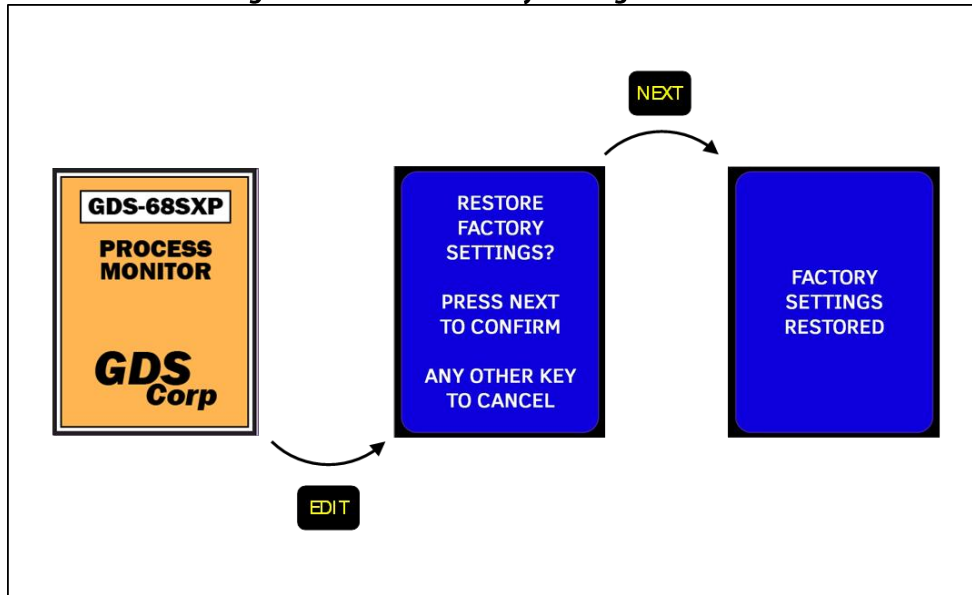 NEXT
GDS-68SXP
PROCESS
MONITOR
GDS
Corp
EDIT
RESTORE
FACTORY
SETTINGS?
PRESS NEXT
TO CONFIRM
ANY OTHER KEY
TO CANCEL
FACTORY
SETTINGS
RESTORED